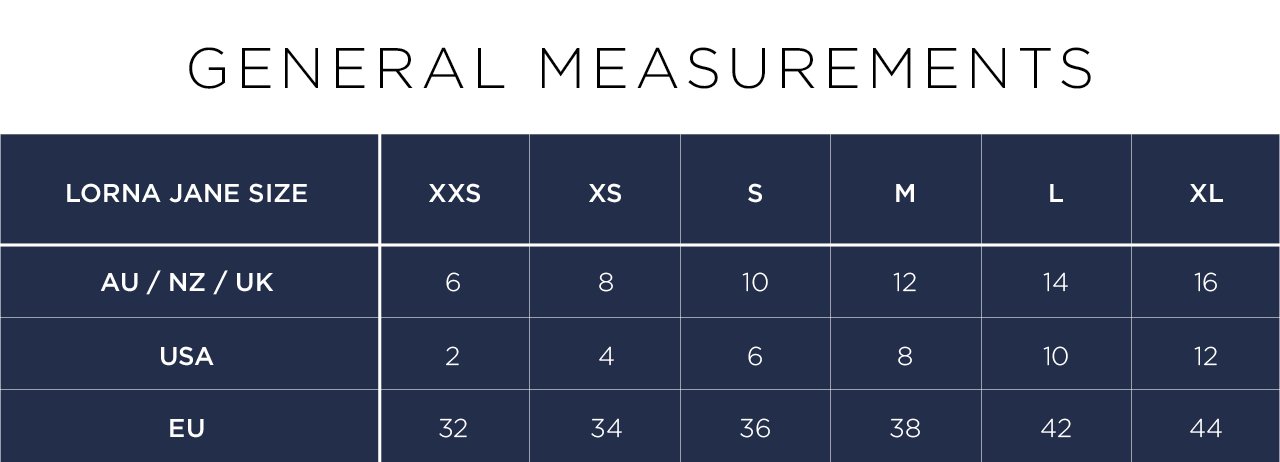 GENERAL MEASUREMENTS
LORNA JANE SIZE XXS XS S M L XL
AU / NZ / UK 6 8 10 12 14 16
USA 2 4 6 8 10 12
EU 32 34 36 38 42 44